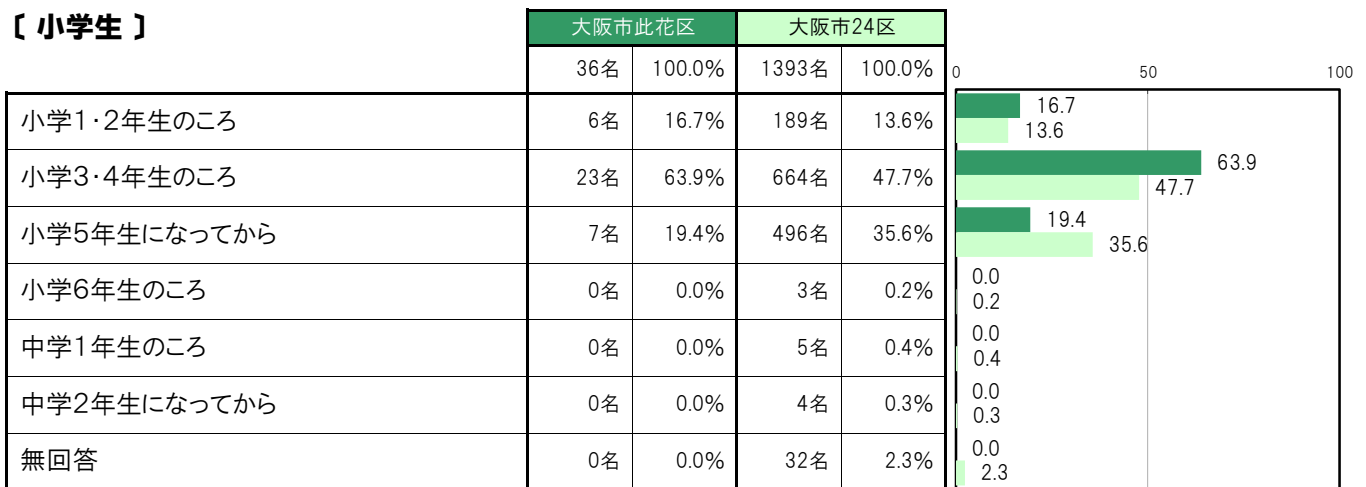 〔 小学生 〕
大阪市此花区 大阪市24区
36名 100.0% 1393名 100.0% 0 50 100
小学1・2年生のころ 6名 16.7% 189名 13.6% 16.7
13.6
小学3・4年生のころ 23名 63.9% 664名 47.7% 63.9
47.7
小学5年生になってから 7名 19.4% 496名 35.6% 19.4
35.6
小学6年生のころ 0名 0.0% 3名 0.2% 0.0
0.2
中学1年生のころ 0名 0.0% 5名 0.4% 0.0
0.4
中学2年生になってから 0名 0.0% 4名 0.3% 0.0
0.3
無回答 0名 0.0% 32名 2.3% 0.0
2.3